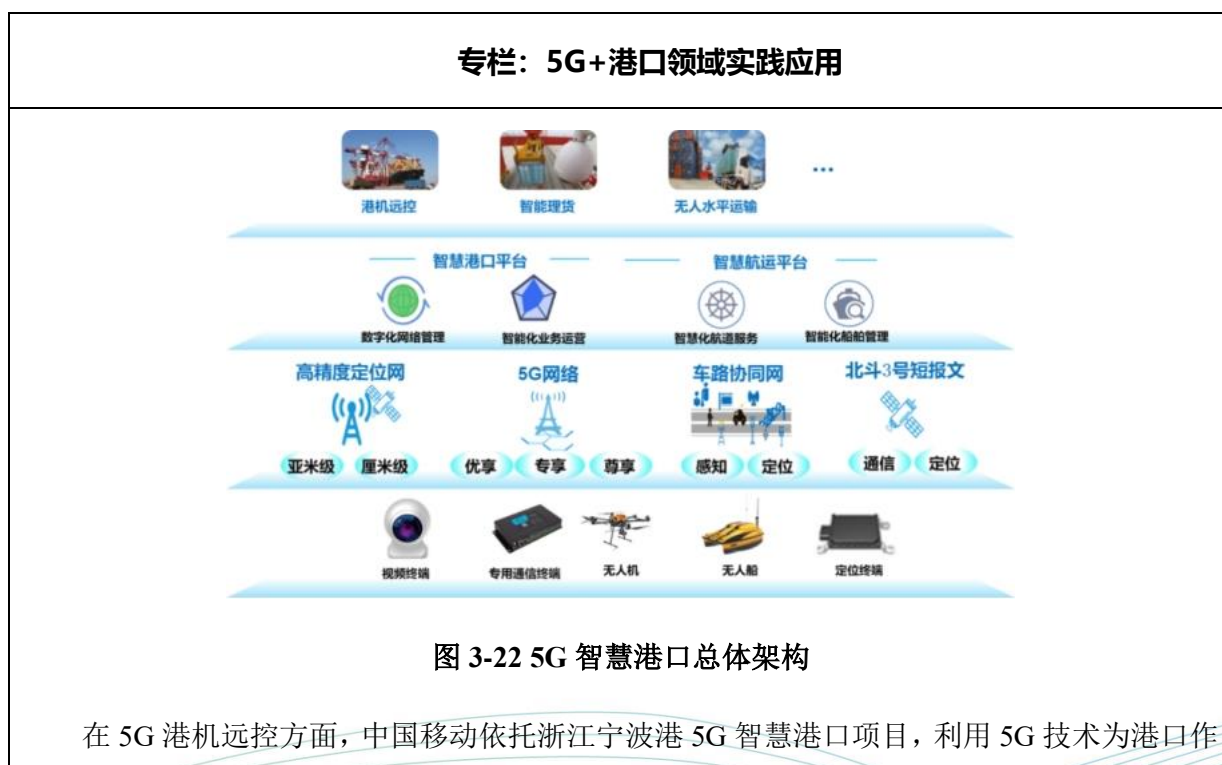 专栏：5G+港口领域实践应用
港机远控 智能理货 无人水平运输 ...
智慧港口平台 智慧航运平台
数字化网络管理 智能化业务运营 智慧化航道服务 智能化船舶管理
高精度定位网 5G网络 车路协同网 北斗3号短报文
亚米级 厘米级 优享 专享 尊享 感知 定位 通信 定位
视频终端 专用通信终端 无人机 无人船 定位终端
图 3-22 5G 智慧港口总体架构
在 5G 港机远控方面，中国移动依托浙江宁波港 5G 智慧港口项目，利用 5G 技术为港口作